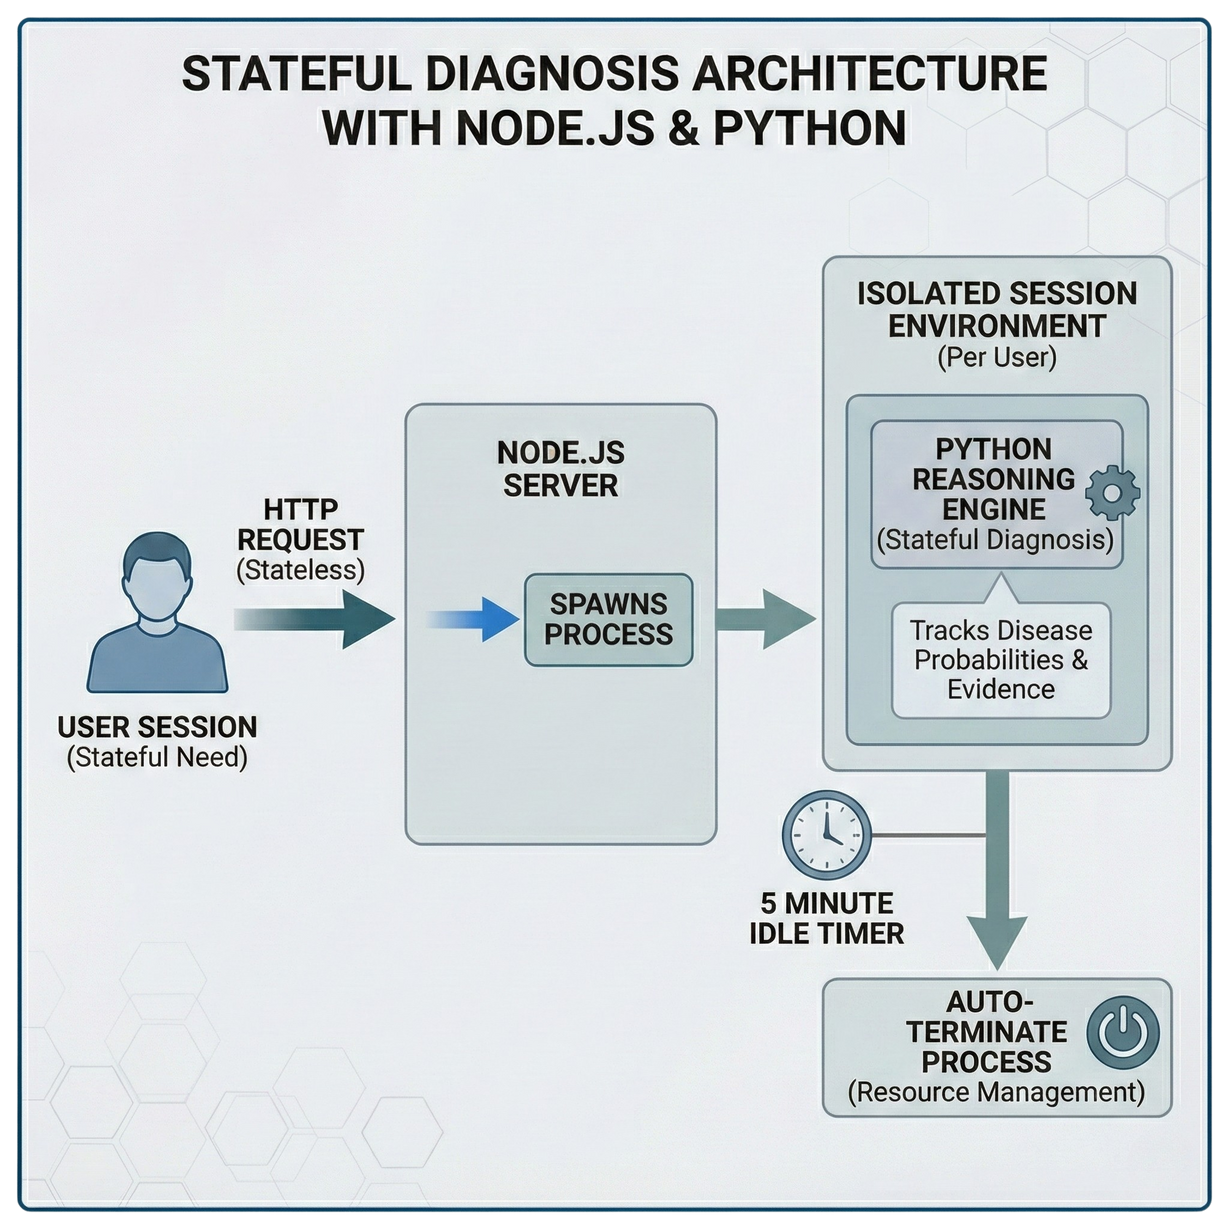 STATEFUL DIAGNOSIS ARCHITECTURE
WITH NODE.JS & PYTHON
HTTP
REQUEST
(Stateless)
USER SESSION
(Stateful Need)
NODE.JS
SERVER
SPAWNS
PROCESS
ISOLATED SESSION
ENVIRONMENT
(Per User)
PYTHON
REASONING
ENGINE
(Stateful Diagnosis)
Tracks Disease
Probabilities &
Evidence
5 MINUTE
IDLE TIMER
AUTO-
TERMINATE
PROCESS
(Resource Management)